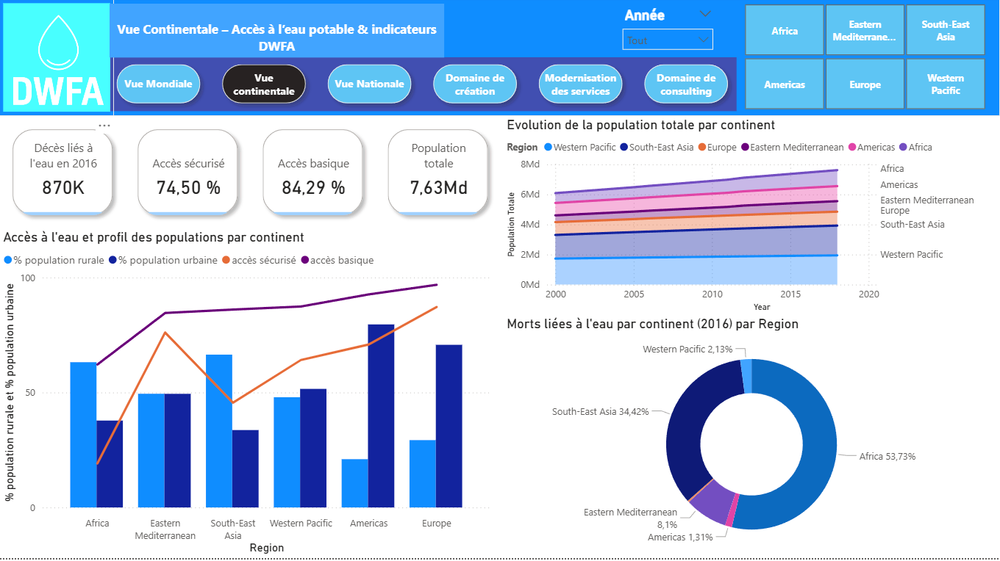 DWFA
Vue Continentale – Accès à l’eau potable & indicateurs
DWFA
Année
Tout
Africa
Eastern
Mediterrane...
South-East
Asia
Americas
Europe
Western
Pacific
Vue Mondiale
Vue
continentale
Vue Nationale
Domaine de
création
Modernisation
des services
Domaine de
consulting
Décès liés à
l'eau en 2016
870K
Accès sécurisé
74,50 %
Accès basique
84,29 %
Population
totale
7,63Md
Accès à l'eau et profil des populations par continent
% population rurale
% population urbaine
accès sécurisé
accès basique
% population rurale et % population urbaine
100
50
0
Africa
Eastern
Mediterranean
South-East
Asia
Western Pacific
Americas
Europe
Region
Evolution de la population totale par continent
Region
Western Pacific
South-East Asia
Europe
Eastern Mediterranean
Americas
Africa
Population Totale
8Md
6Md
4Md
2Md
0Md
2000
2005
2010
2015
2020
Year
Africa
Americas
Eastern Mediterranean
Europe
South-East Asia
Western Pacific
Morts liées à l'eau par continent (2016) par Region
Western Pacific 2,13%
South-East Asia 34,42%
Africa 53,73%
Eastern Mediterranean
8,1%
Americas 1,31%